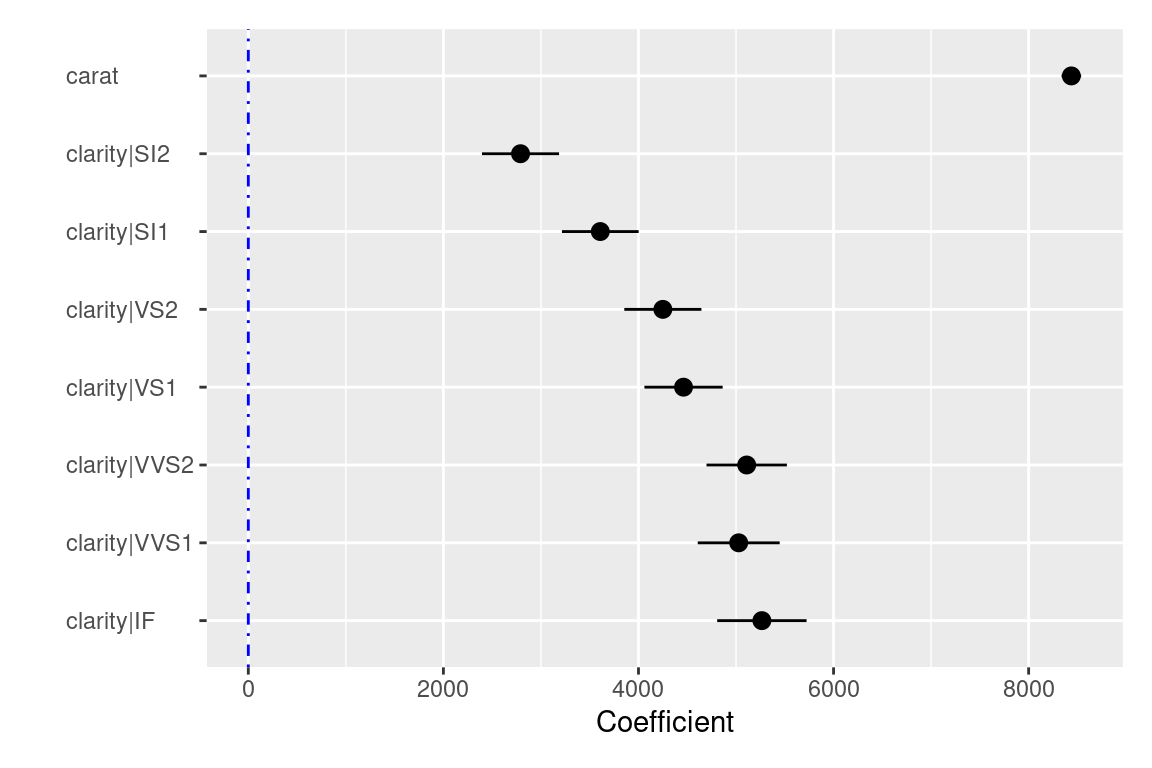 carat
clarity|SI2
clarity|SI1
clarity|VS2
clarity|VS1
clarity|VVS2
clarity|VVS1
clarity|IF
0 2000 4000 6000 8000
Coefficient